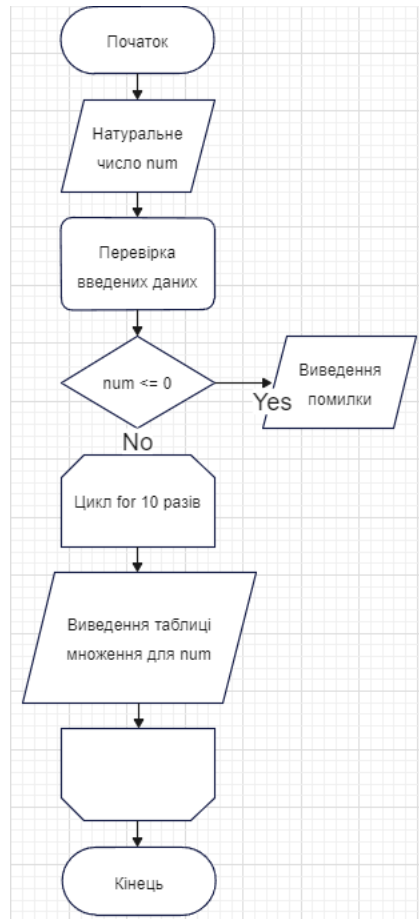 Початок
Натуральне
число num
Перевірка
введених даних
num <= 0
Yes
Виведення
помилки
No
Цикл for 10 разів
Виведення таблиці
множення для num
Кінець